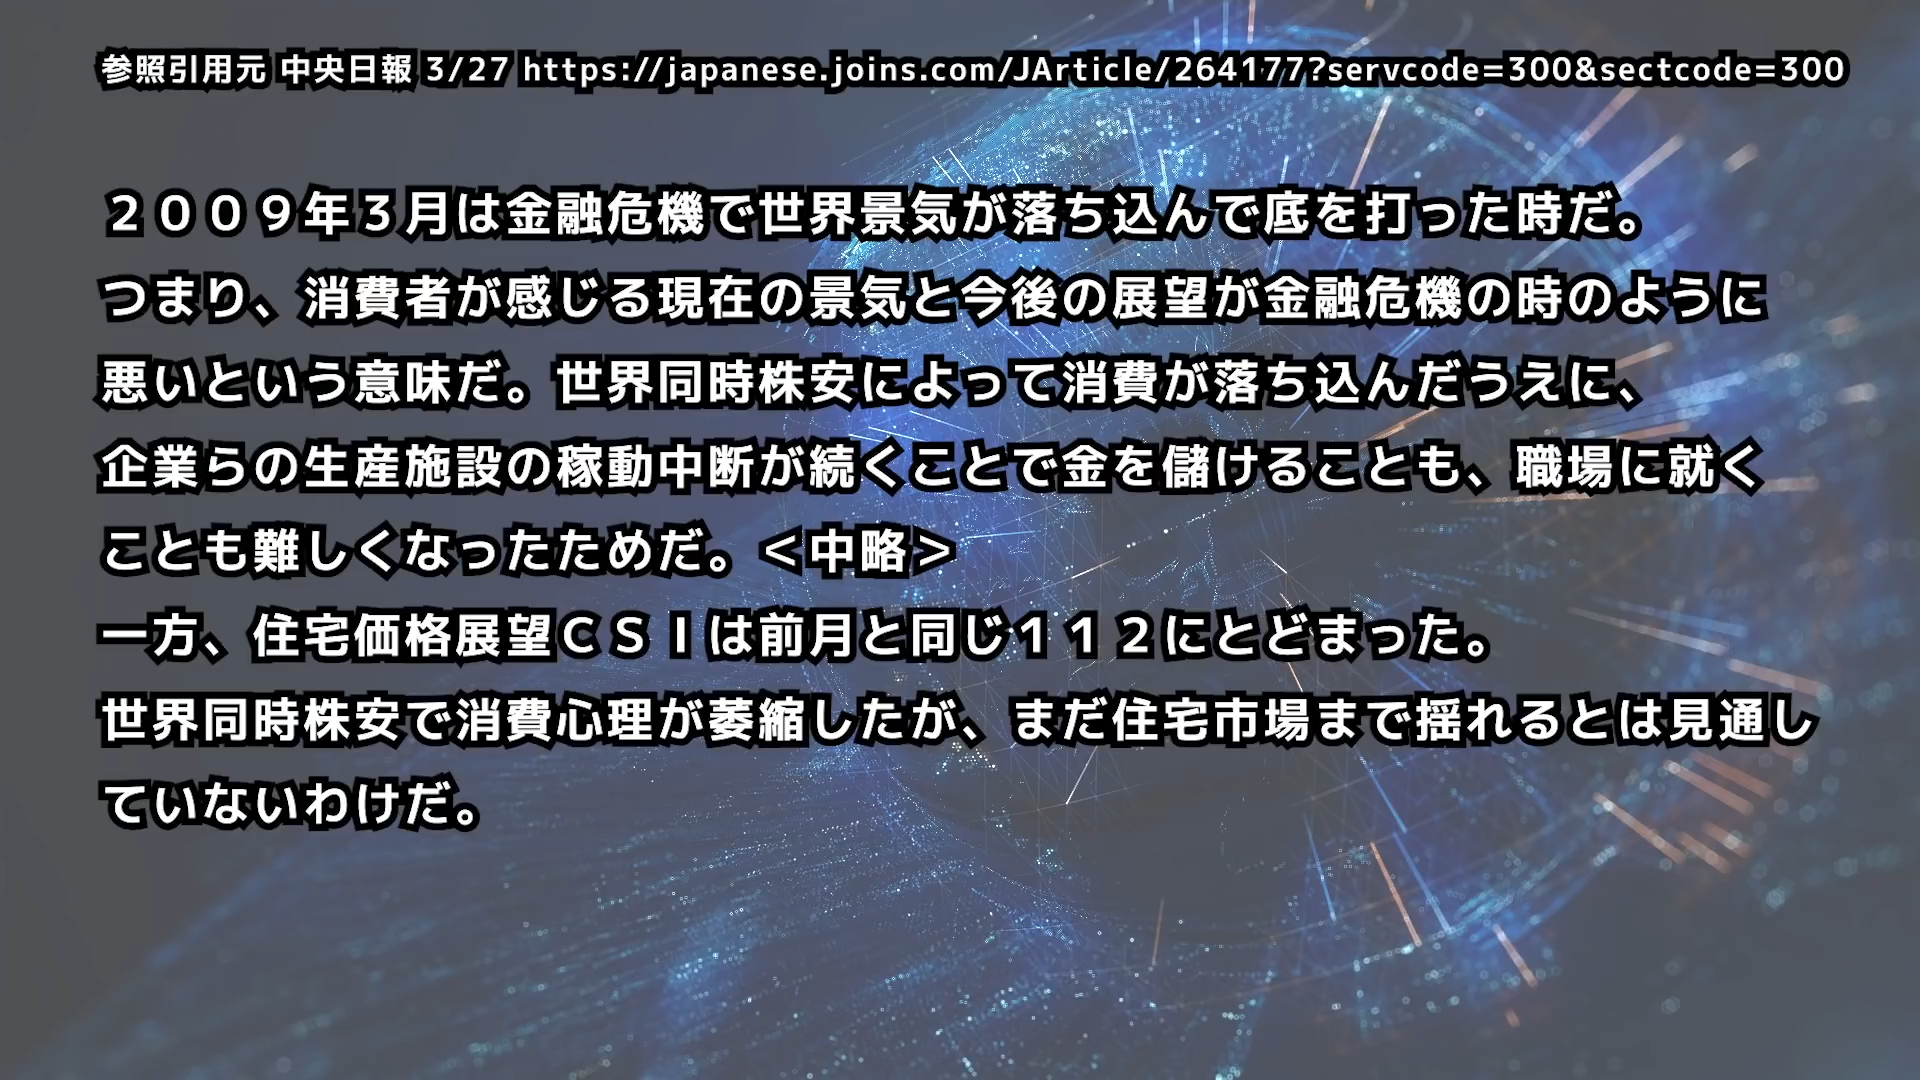 参照引用元 中央日報 3/27 https://japanese.joins.com/JArticle/264177?servcode=300&sectcode=300
２００９年３月は金融危機で世界景気が落ち込んで底を打った時だ。
つまり、消費者が感じる現在の景気と今後の展望が金融危機の時のように
悪いという意味だ。世界同時株安によって消費が落ち込んだうえに、
企業らの生産施設の稼動中断が続くことで金を儲けることも、職場に就く
ことも難しくなったためだ。＜中略＞
一方、住宅価格展望ＣＳＩは前月と同じ１１２にとどまった。
世界同時株安で消費心理が萎縮したが、まだ住宅市場まで揺れるとは見通し
ていないわけだ。